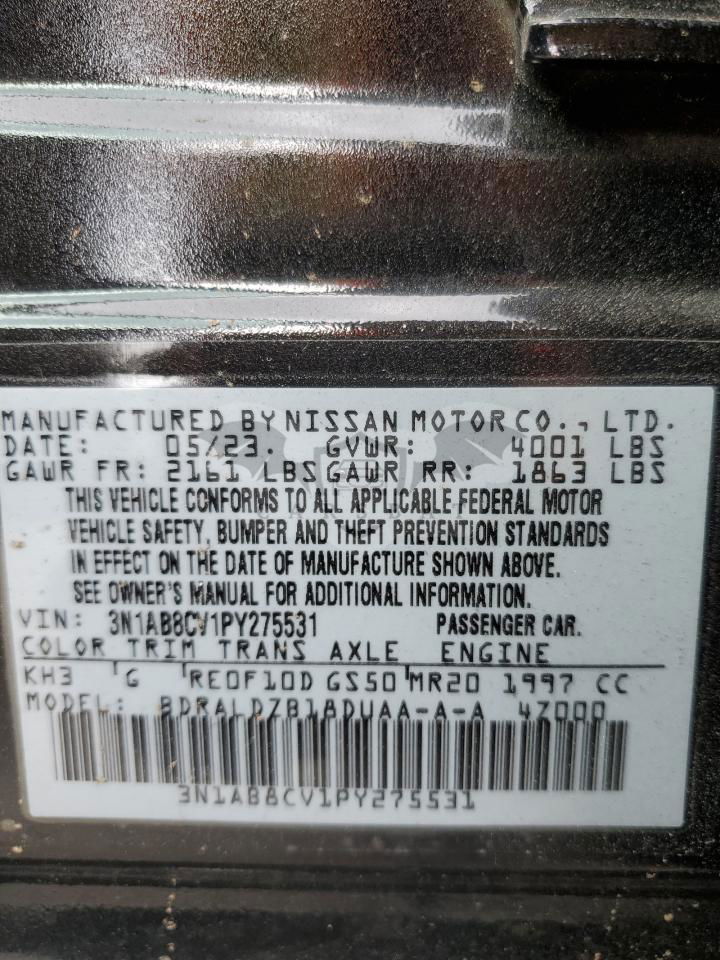 MANUFACTURED BY NISSAN MOTOR CO., LTD.
DATE: 05/23. GVWR: 4001 LBS
GAWR FR: 2161 LBS GAWR RR: 1863 LBS
THIS VEHICLE CONFORMS TO ALL APPLICABLE FEDERAL MOTOR
VEHICLE SAFETY, BUMPER AND THEFT PREVENTION STANDARDS
IN EFFECT ON THE DATE OF MANUFACTURE SHOWN ABOVE.
SEE OWNER'S MANUAL FOR ADDITIONAL INFORMATION.
VIN: 3N1AB8CV1PY275531 PASSENGER CAR.
COLOR TRIM TRANS AXLE ENGINE
KH3 G RE0F10D GS50 MR20 1997 CC
MODEL: BDRALDZB18DUAA-A-A 4Z000
3N1AB8CV1PY275531